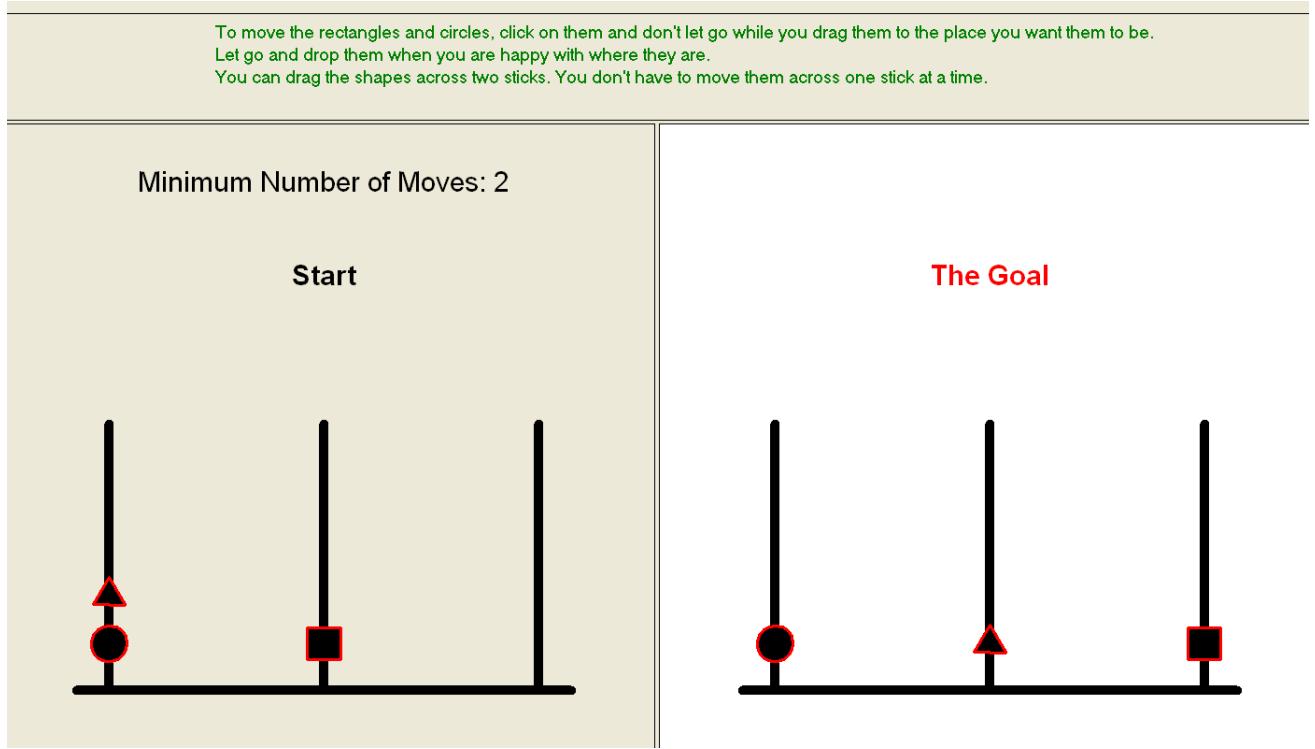 To move the rectangles and circles, click on them and don't let go while you drag them to the place you want them to be.
Let go and drop them when you are happy with where they are.
You can drag the shapes across two sticks. You don't have to move them across one stick at a time.
Minimum Number of Moves: 2
Start
The Goal